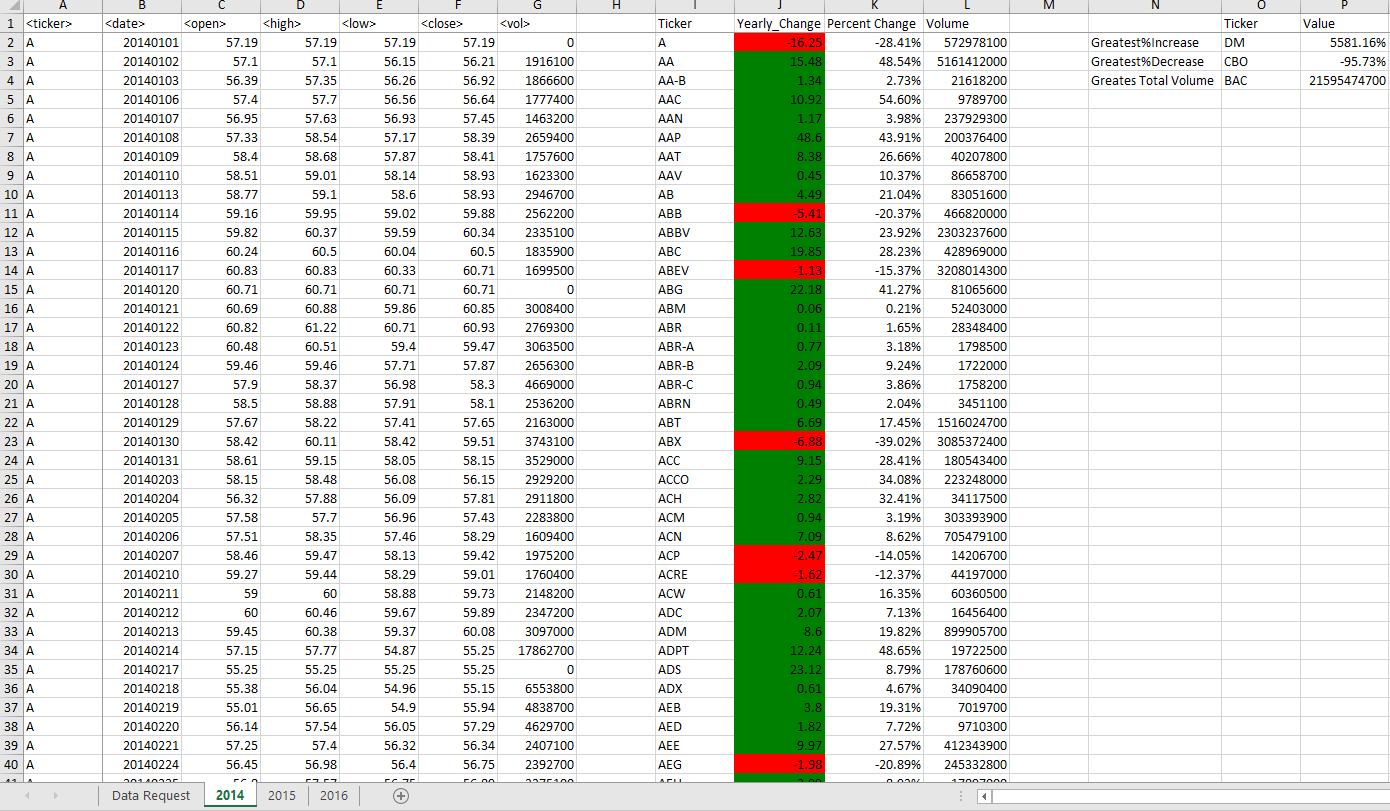 A B C D E F G H I J K L M N O P
1 <ticker> <date> <open> <high> <low> <close> <vol> Ticker Yearly_Change Percent Change Volume Ticker Value
2 A 20140101 57.19 57.19 57.19 57.19 0 A -16.25 -28.41% 572978100 Greatest%Increase DM 5581.16%
3 A 20140102 57.1 57.1 56.15 56.21 1916100 AA 15.48 48.54% 5161412000 Greatest%Decrease CBO -95.73%
4 A 20140103 56.39 57.35 56.26 56.92 1866600 AA-B 1.34 2.73% 21618200 Greates Total Volume BAC 21595474700
5 A 20140106 57.4 57.7 56.56 56.64 1777400 AAC 10.92 54.60% 9789700
6 A 20140107 56.95 57.63 56.93 57.45 1463200 AAN 1.17 3.98% 237929300
7 A 20140108 57.33 58.54 57.17 58.39 2659400 AAP 48.6 43.91% 200376400
8 A 20140109 58.4 58.68 57.87 58.41 1757600 AAT 8.38 26.66% 40207800
9 A 20140110 58.51 59.01 58.14 58.93 1623300 AAV 0.45 10.37% 86658700
10 A 20140113 58.77 59.1 58.6 58.93 2946700 AB 4.49 21.04% 83051600
11 A 20140114 59.16 59.95 59.02 59.88 2562200 ABB -5.41 -20.37% 466820000
12 A 20140115 59.82 60.37 59.59 60.34 2335100 ABBV 12.63 23.92% 2303237600
13 A 20140116 60.24 60.5 60.04 60.5 1835900 ABC 19.85 28.23% 428969000
14 A 20140117 60.83 60.83 60.33 60.71 1699500 ABEV -1.13 -15.37% 3208014300
15 A 20140120 60.71 60.71 60.71 60.71 0 ABG 22.18 41.27% 81065600
16 A 20140121 60.69 60.88 59.86 60.85 3008400 ABM 0.06 0.21% 52403000
17 A 20140122 60.82 61.22 60.71 60.93 2769300 ABR 0.11 1.65% 28348400
18 A 20140123 60.48 60.51 59.4 59.47 3063500 ABR-A 0.77 3.18% 1798500
19 A 20140124 59.46 59.46 57.71 57.87 2656300 ABR-B 2.09 9.24% 1722000
20 A 20140127 57.9 58.37 56.98 58.3 4669000 ABR-C 0.94 3.86% 1758200
21 A 20140128 58.5 58.88 57.91 58.1 2536200 ABRN 0.49 2.04% 3451100
22 A 20140129 57.67 58.22 57.41 57.65 2163000 ABT 6.69 17.45% 1516024700
23 A 20140130 58.42 60.11 58.42 59.51 3743100 ABX -6.88 -39.02% 3085372400
24 A 20140131 58.61 59.15 58.05 58.15 3529000 ACC 9.15 28.41% 180543400
25 A 20140203 58.15 58.48 56.08 56.15 2929200 ACCO 2.29 34.08% 223248000
26 A 20140204 56.32 57.88 56.09 57.81 2911800 ACH 2.82 32.41% 34117500
27 A 20140205 57.58 57.7 56.96 57.43 2283800 ACM 0.94 3.19% 303393900
28 A 20140206 57.51 58.35 57.46 58.29 1609400 ACN 7.09 8.62% 705479100
29 A 20140207 58.46 59.47 58.13 59.42 1975200 ACP -2.47 -14.05% 14206700
30 A 20140210 59.27 59.44 58.29 59.01 1760400 ACRE -1.62 -12.37% 44197000
31 A 20140211 59 60 58.88 59.73 2148200 ACW 0.61 16.35% 60360500
32 A 20140212 60 60.46 59.67 59.89 2347200 ADC 2.07 7.13% 16456400
33 A 20140213 59.45 60.38 59.37 60.08 3097000 ADM 8.6 19.82% 899905700
34 A 20140214 57.15 57.77 54.87 55.25 17862700 ADPT 12.24 48.65% 19722500
35 A 20140217 55.25 55.25 55.25 55.25 0 ADS 23.12 8.79% 178760600
36 A 20140218 55.38 56.04 54.96 55.15 6553800 ADX 0.61 4.67% 34090400
37 A 20140219 55.01 56.65 54.9 55.94 4838700 AEB 3.8 19.31% 7019700
38 A 20140220 56.14 57.54 56.05 57.29 4629700 AED 1.82 7.72% 9710300
39 A 20140221 57.25 57.4 56.32 56.34 2407100 AEE 9.97 27.57% 412343900
40 A 20140224 56.45 56.98 56.4 56.75 2392700 AEG -1.98 -20.89% 245332800
Data Request 2014 2015 2016